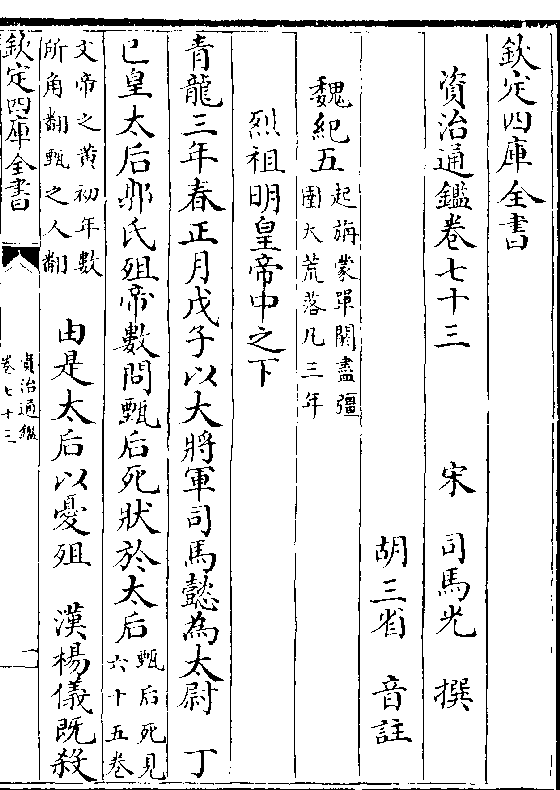 欽定四庫全書
資治通鑑卷七十三 宋 司馬光 撰
胡三省 音註
魏紀五 起旃蒙單閼盡彊
圉大荒落凡三年
烈祖明皇帝中之下
青龍三年春正月戊子以大將軍司馬懿為太尉 丁
巳皇太后郭氏殂帝數問甄后死狀於太后 甄后死見
六十五卷
文帝之黄初年數
所角翻甄之人翻
由是太后以憂殂 漢楊儀既殺
欽定四庫全書
資治通鑑
卷七十三
一